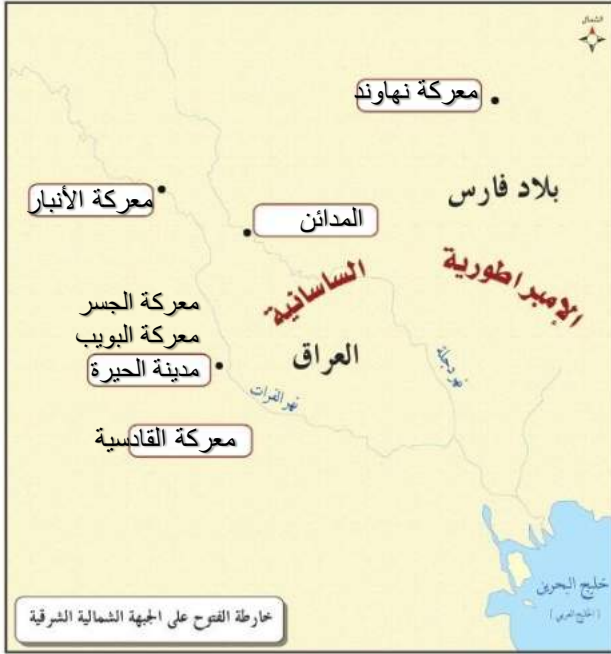 الشمال
معركة نهاوند
بلاد فارس
معركة الأنبار
المدائن
الإمبراطورية
الساسانية
معركة الجسر
معركة البويب
مدينة الحيرة
العراق
نهر دجلة
نهر الفرات
معركة القادسية
خليج البحرين
( الخليج العربي )
خارطة الفتوح على الجبهة الشمالية الشرقية